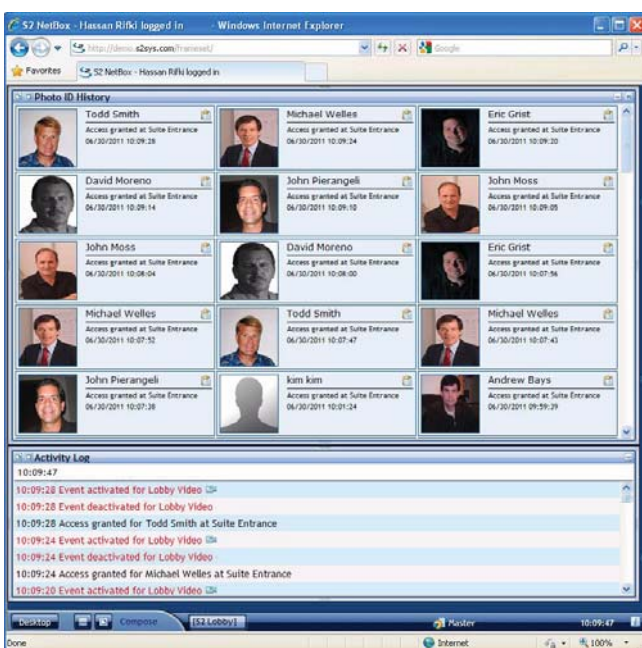 S2 NetBox - Hassan Rifki logged in - Windows Internet Explorer
http://demo.s2sys.com/frameset/
Google
Favorites S2 NetBox - Hassan Rifki logged in
Photo ID History
Todd Smith
Access granted at Suite Entrance
06/30/2011 10:09:28
Michael Welles
Access granted at Suite Entrance
06/30/2011 10:09:24
Eric Grist
Access granted at Suite Entrance
06/30/2011 10:09:20
David Moreno
Access granted at Suite Entrance
06/30/2011 10:09:14
John Pierangeli
Access granted at Suite Entrance
06/30/2011 10:09:10
John Moss
Access granted at Suite Entrance
06/30/2011 10:09:05
John Moss
Access granted at Suite Entrance
06/30/2011 10:08:04
David Moreno
Access granted at Suite Entrance
06/30/2011 10:08:00
Eric Grist
Access granted at Suite Entrance
06/30/2011 10:07:56
Michael Welles
Access granted at Suite Entrance
06/30/2011 10:07:52
Todd Smith
Access granted at Suite Entrance
06/30/2011 10:07:47
Michael Welles
Access granted at Suite Entrance
06/30/2011 10:07:43
John Pierangeli
Access granted at Suite Entrance
06/30/2011 10:07:38
kim kim
Access granted at Suite Entrance
06/30/2011 10:01:24
Andrew Bays
Access granted at Suite Entrance
06/30/2011 09:59:39
Activity Log
10:09:47
10:09:28 Event activated for Lobby Video
10:09:28 Event deactivated for Lobby Video
10:09:28 Access granted for Todd Smith at Suite Entrance
10:09:24 Event activated for Lobby Video
10:09:24 Event deactivated for Lobby Video
10:09:24 Access granted for Michael Welles at Suite Entrance
10:09:20 Event activated for Lobby Video
Desktop Compose [S2 Lobby] Master 10:09:47
Done Internet 100%